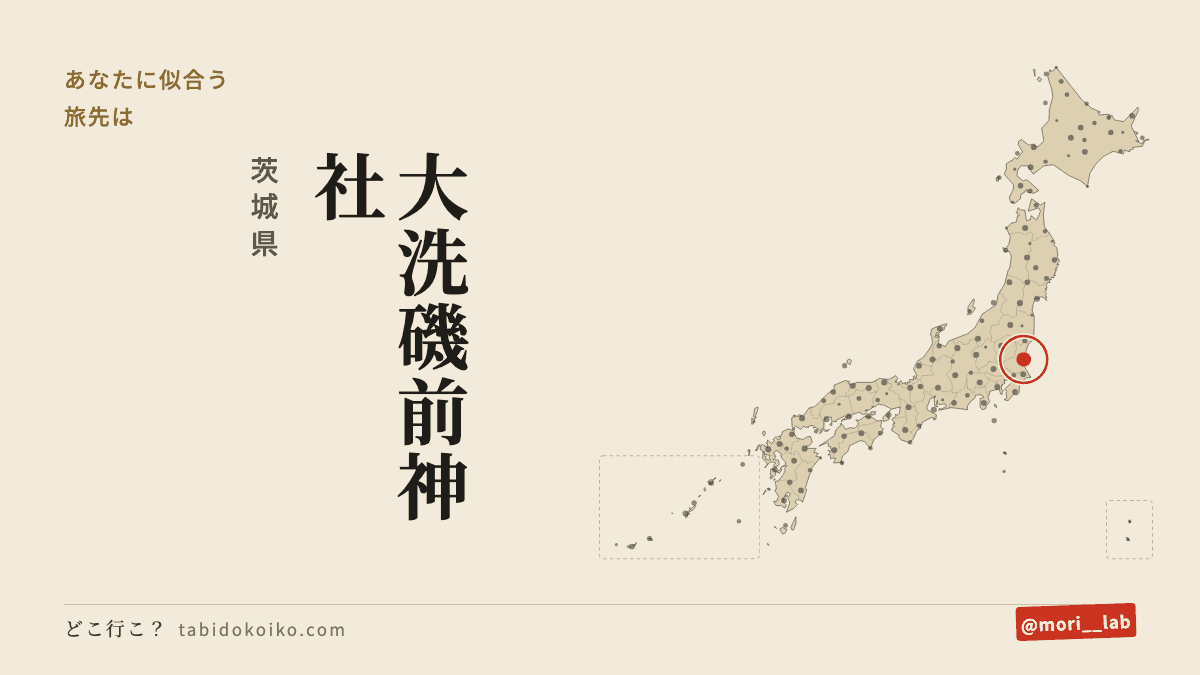 あなたに似合う
旅先は
大洗磯前神
社
茨城県
どこ行こ？ tabidokoiko.com
@mori__lab